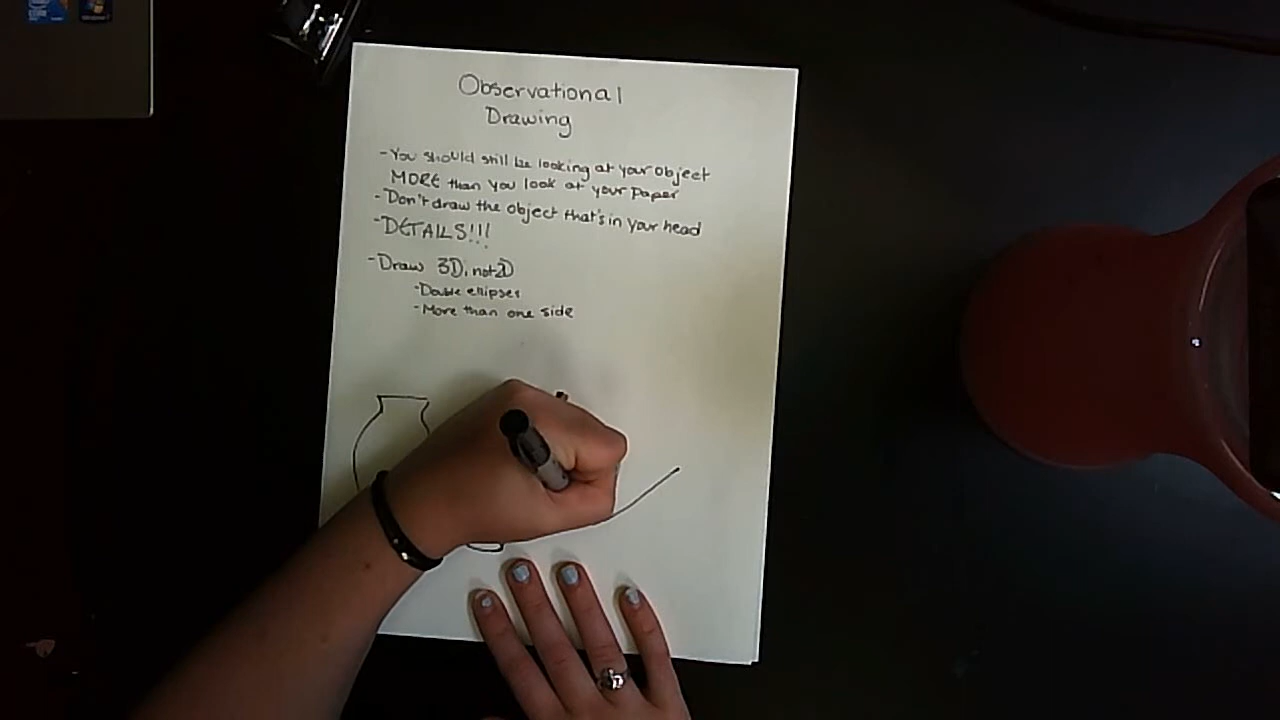 Observational
Drawing
-You should still be looking at your object
MORE than you look at your paper
-Don't draw the object that's in your head
-DETAILS!!!
-Draw 3D, not 2D
-Double ellipses
-More than one side